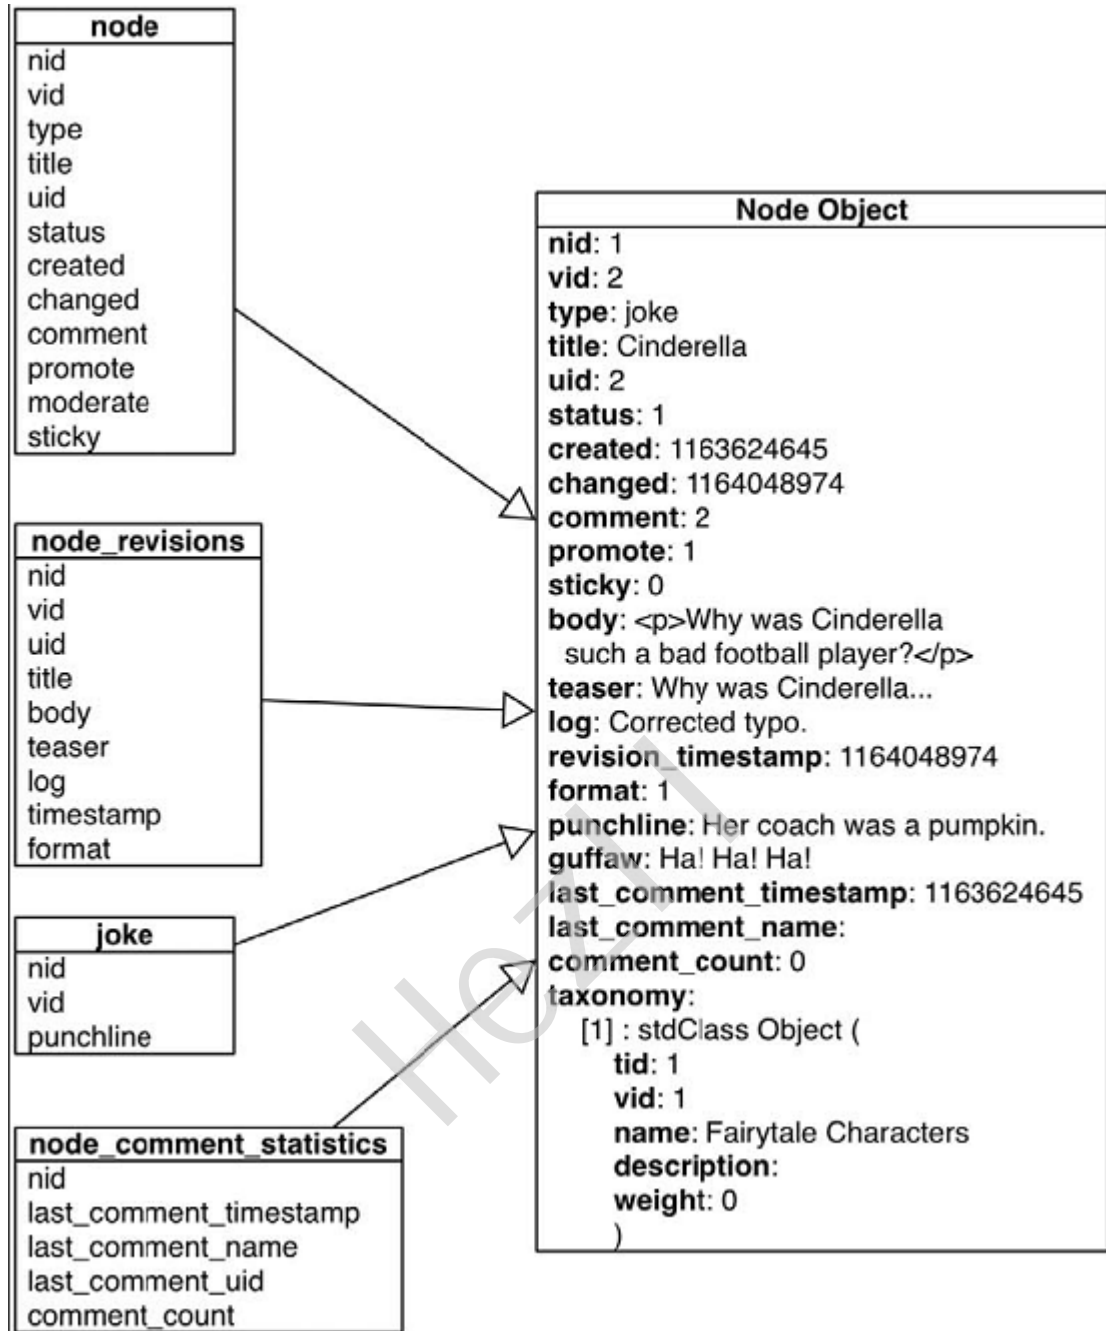 node
nid
vid
type
title
uid
status
created
changed
comment
promote
moderate
sticky
node_revisions
nid
vid
uid
title
body
teaser
log
timestamp
format
joke
nid
vid
punchline
node_comment_statistics
nid
last_comment_timestamp
last_comment_name
last_comment_uid
comment_count
Node Object
nid: 1
vid: 2
type: joke
title: Cinderella
uid: 2
status: 1
created: 1163624645
changed: 1164048974
comment: 2
promote: 1
sticky: 0
body: <p>Why was Cinderella
such a bad football player?</p>
teaser: Why was Cinderella...
log: Corrected typo.
revision_timestamp: 1164048974
format: 1
punchline: Her coach was a pumpkin.
guffaw: Ha! Ha! Ha!
last_comment_timestamp: 1163624645
last_comment_name:
comment_count: 0
taxonomy:
[1] : stdClass Object (
tid: 1
vid: 1
name: Fairytale Characters
description:
weight: 0
)